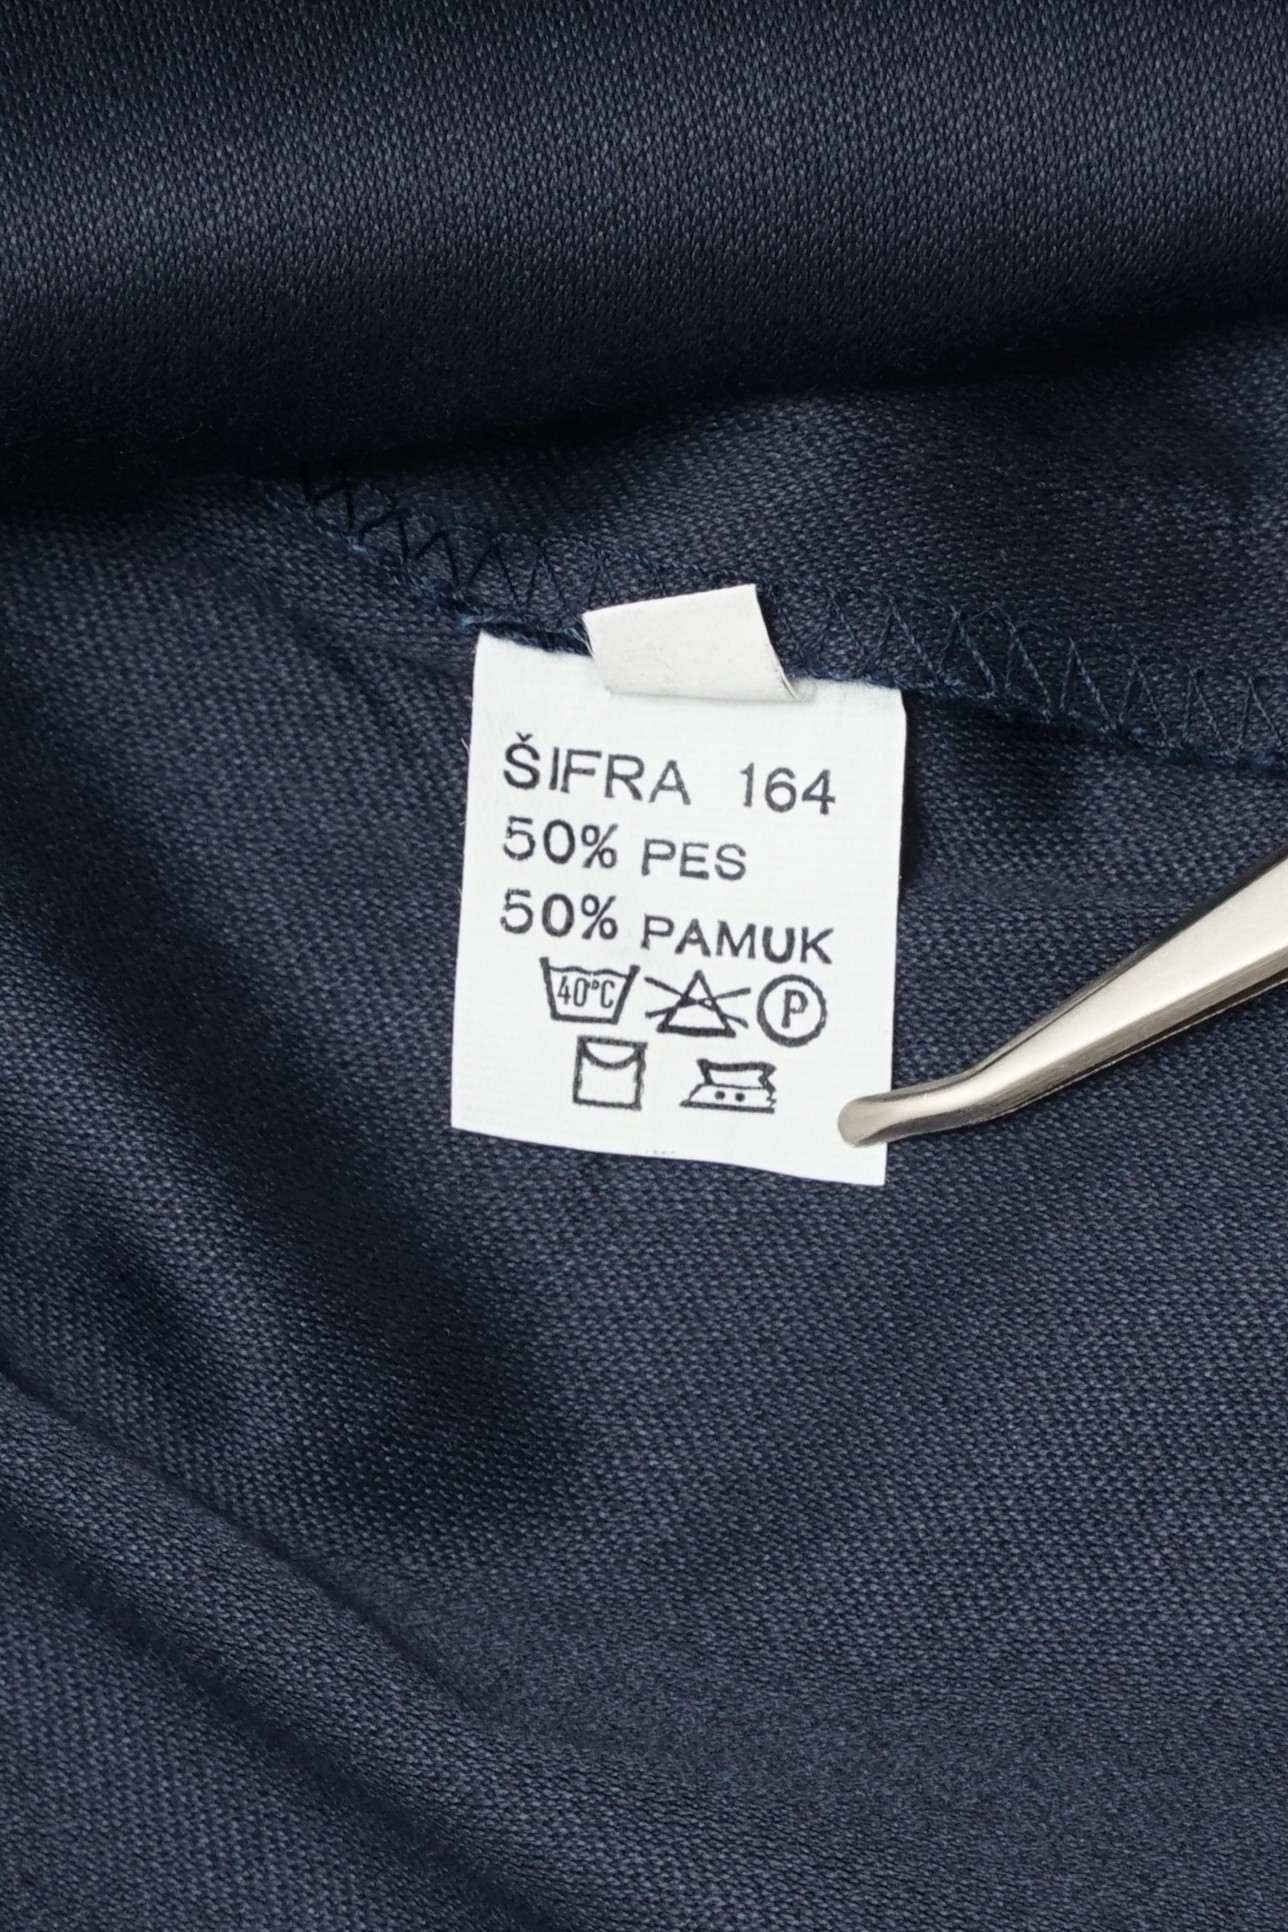 ŠIFRA 164
50% PES
50% PAMUK
40°C P